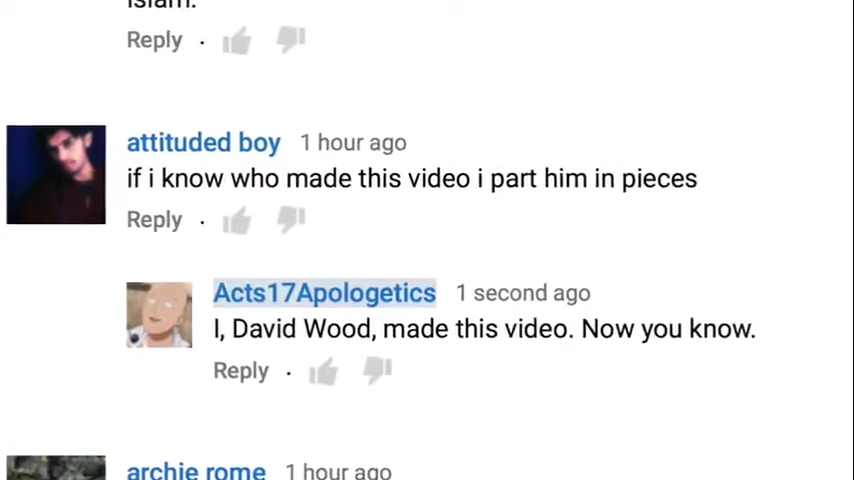 Islam.
Reply ·
attituded boy 1 hour ago
if i know who made this video i part him in pieces
Reply ·
Acts17Apologetics 1 second ago
I, David Wood, made this video. Now you know.
Reply ·
archie rome 1 hour ago